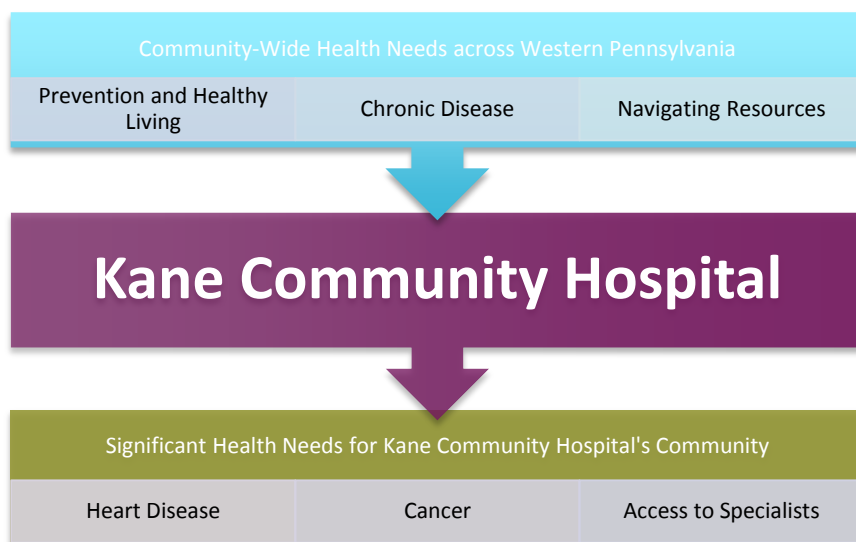 Community-Wide Health Needs across Western Pennsylvania
Prevention and Healthy
Living
Chronic Disease
Navigating Resources
Kane Community Hospital
Significant Health Needs for Kane Community Hospital's Community
Heart Disease
Cancer
Access to Specialists